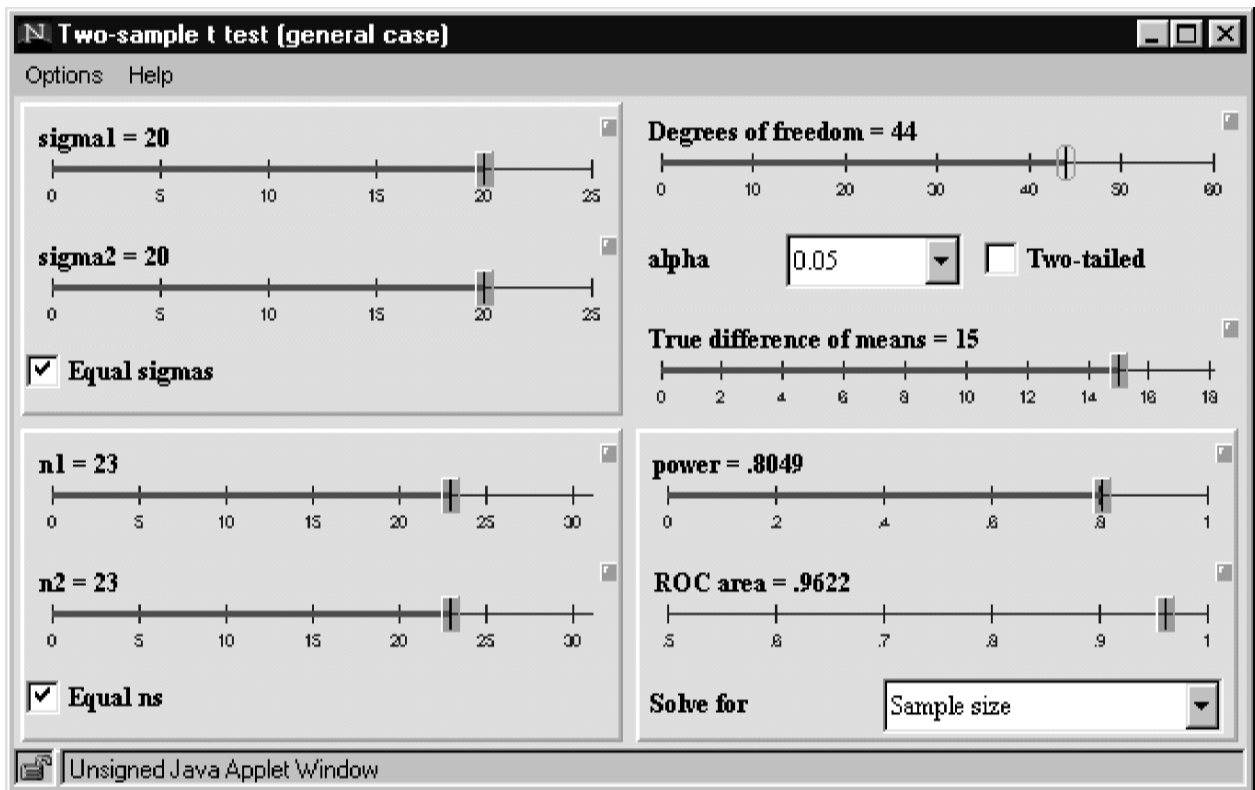 Two-sample t test (general case)
Options Help
sigma1 = 20
0 5 10 15 20 25
sigma2 = 20
0 5 10 15 20 25
Equal sigmas
Degrees of freedom = 44
0 10 20 30 40 50 60
alpha 0.05 Two-tailed
True difference of means = 15
0 2 4 6 8 10 12 14 16 18
n1 = 23
0 5 10 15 20 25 30
n2 = 23
0 5 10 15 20 25 30
Equal ns
power = .8049
0 .2 .4 .6 .8 1
ROC area = .9622
.5 .6 .7 .8 .9 1
Solve for Sample size
Unsigned Java Applet Window